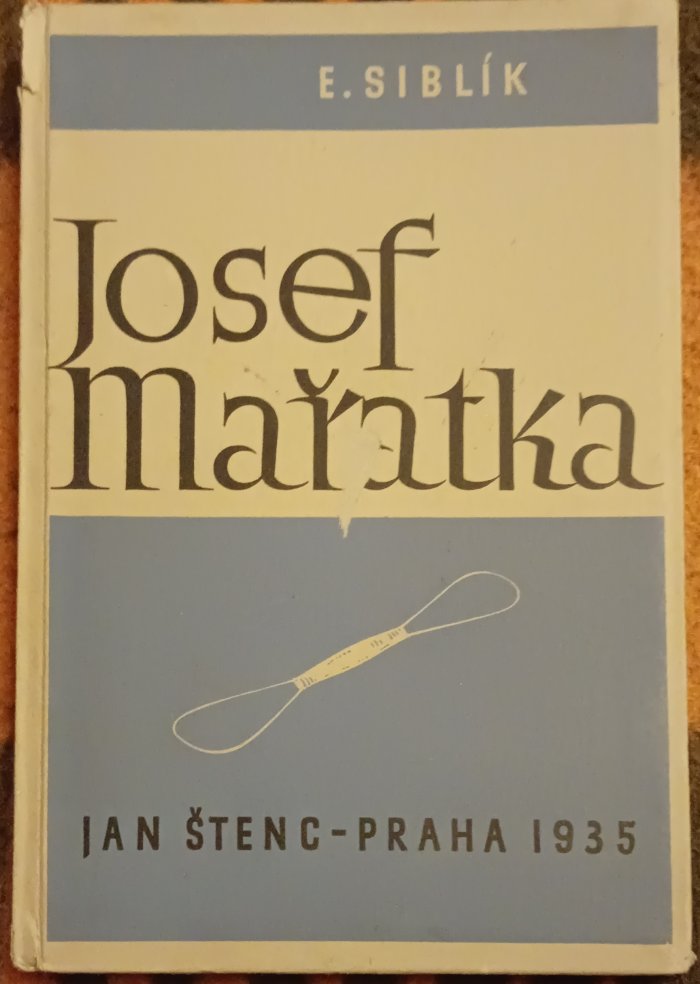 E. SIBLÍK
Josef
Mařatka
JAN ŠTENC-PRAHA 1935